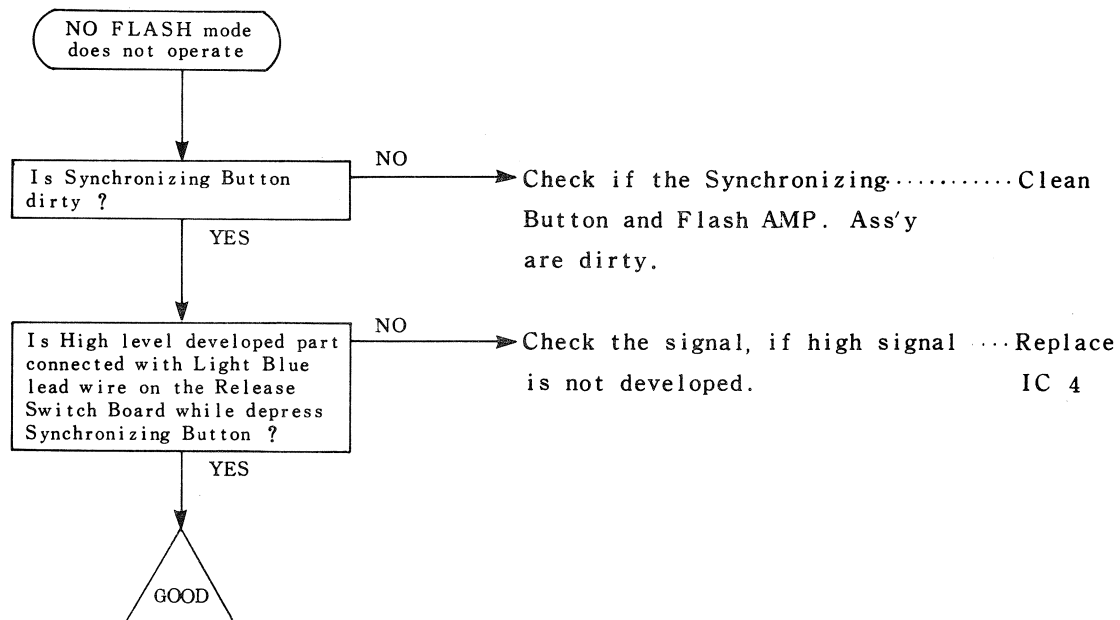 NO FLASH mode
does not operate
Is Synchronizing Button
dirty ?
NO
Check if the Synchronizing············Clean
Button and Flash AMP. Ass'y
are dirty.
YES
Is High level developed part
connected with Light Blue
lead wire on the Release
Switch Board while depress
Synchronizing Button ?
NO
Check the signal, if high signal ····Replace
is not developed. IC 4
YES
GOOD